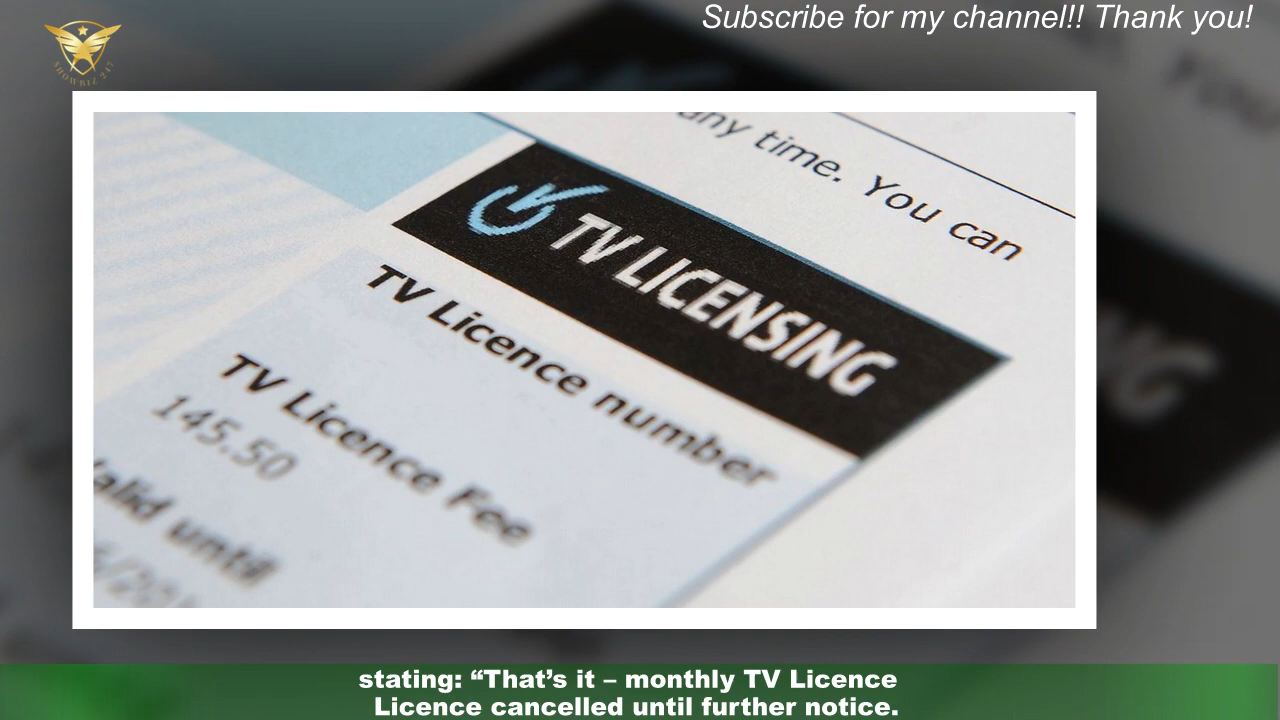 Subscribe for my channel!! Thank you!
any time. You can
TV LICENSING
TV Licence number
TV Licence Fee
145.50
Valid until
stating: “That’s it – monthly TV Licence
Licence cancelled until further notice.